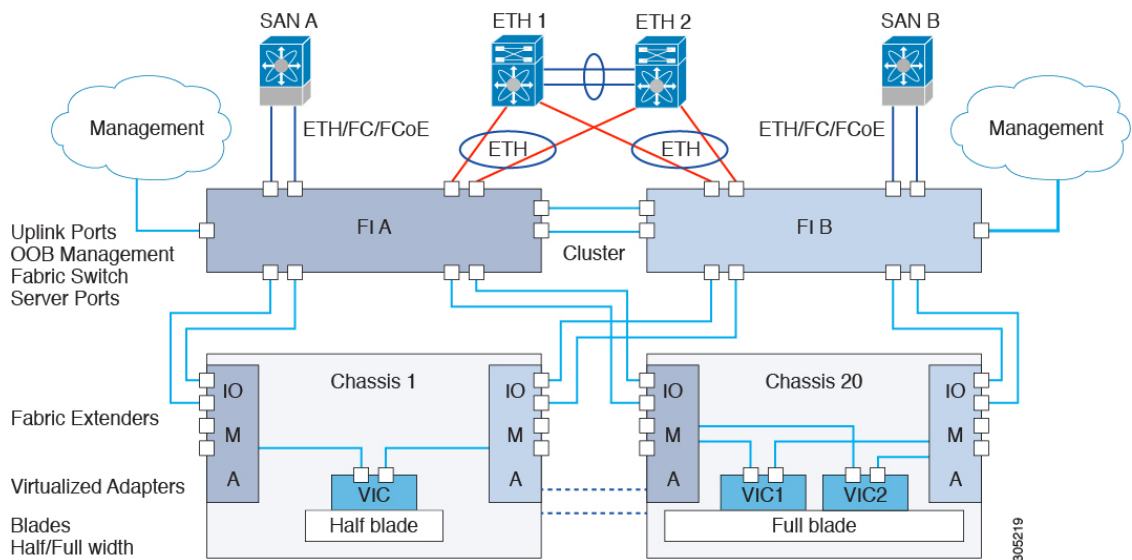 SAN A
ETH 1
ETH 2
SAN B
Management
ETH/FC/FCoE
ETH
ETH
ETH/FC/FCoE
Management
FI A
FI B
Cluster
Uplink Ports
OOB Management
Fabric Switch
Server Ports
Chassis 1
Chassis 20
IO
M
A
IO
M
A
IO
M
A
IO
M
A
Fabric Extenders
Virtualized Adapters
VIC
VIC1
VIC2
Blades
Half/Full width
Half blade
Full blade
305219